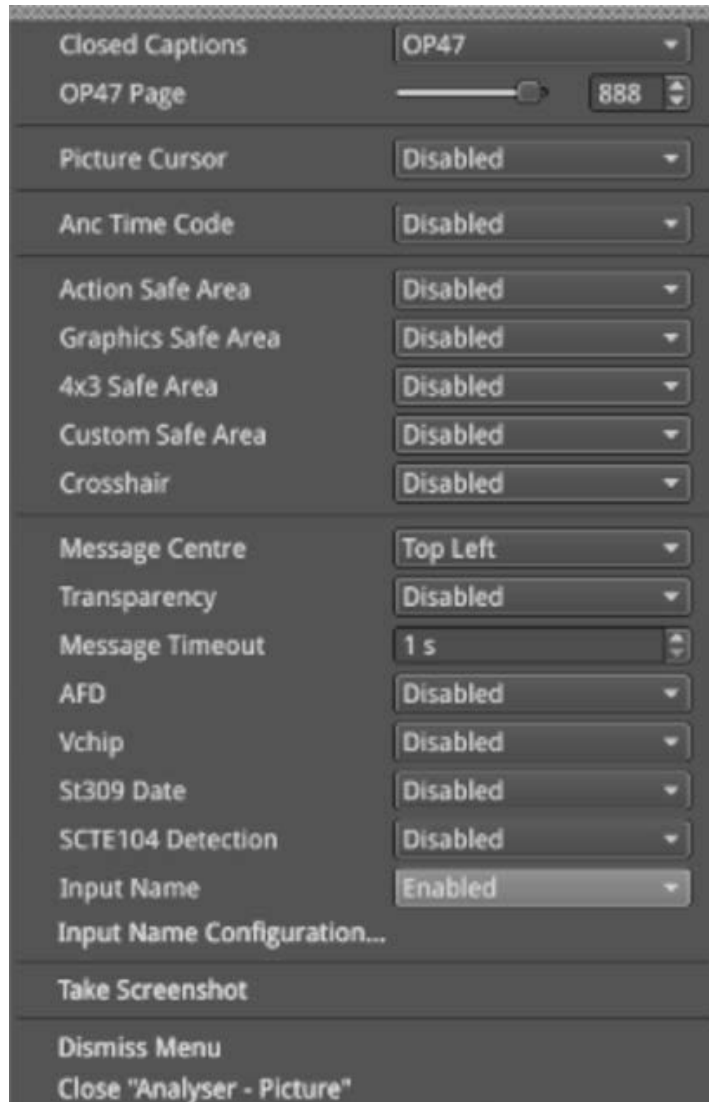 Closed Captions OP47
OP47 Page 888
Picture Cursor Disabled
Anc Time Code Disabled
Action Safe Area Disabled
Graphics Safe Area Disabled
4x3 Safe Area Disabled
Custom Safe Area Disabled
Crosshair Disabled
Message Centre Top Left
Transparency Disabled
Message Timeout 1 s
AFD Disabled
Vchip Disabled
St309 Date Disabled
SCTE104 Detection Disabled
Input Name Enabled
Input Name Configuration...
Take Screenshot
Dismiss Menu
Close "Analyser - Picture"